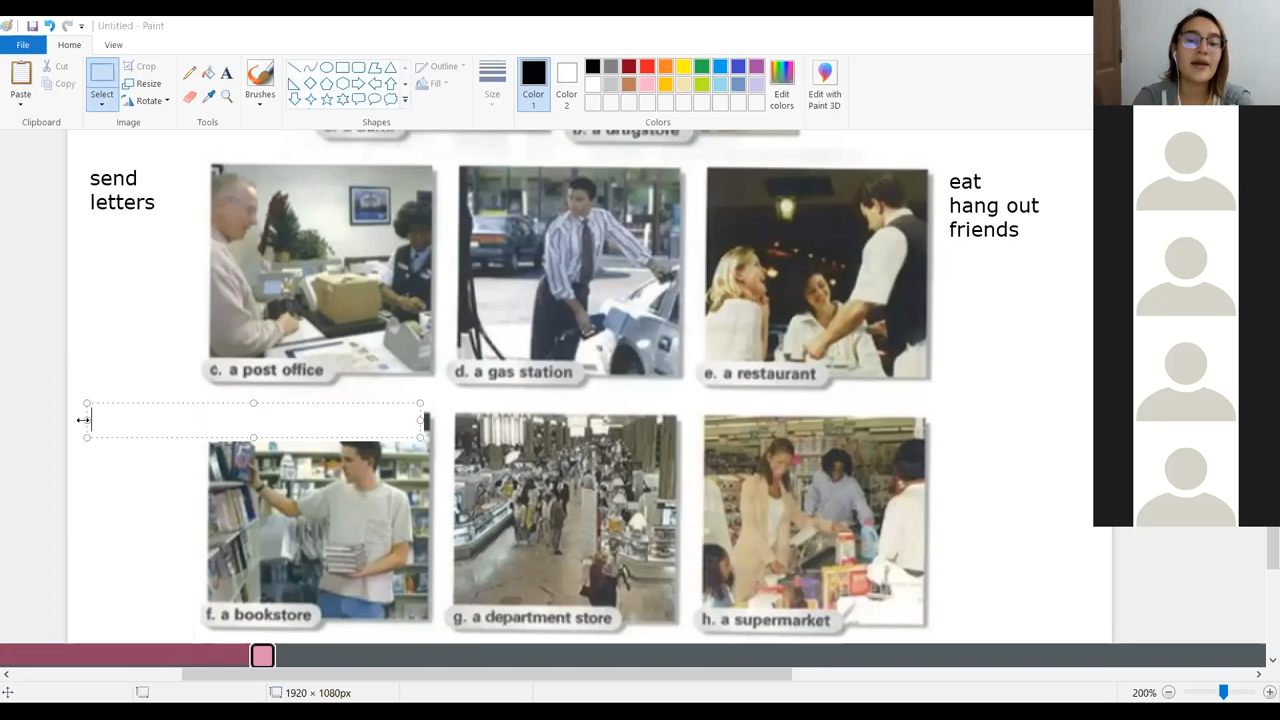 Untitled - Paint
File
Home
View
Paste
Cut
Copy
Clipboard
Select
Crop
Resize
Rotate
Image
Tools
Brushes
Outline
Fill
Shapes
Size
Color
1
Color
2
Edit
colors
Edit with
Paint 3D
Colors
a. a bank
b. a drugstore
send
letters
eat
hang out
friends
c. a post office
d. a gas station
e. a restaurant
f. a bookstore
g. a department store
h. a supermarket
1920 × 1080px
200%